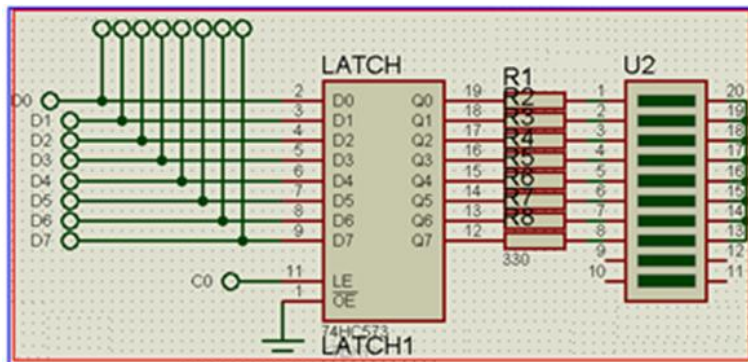 LATCH
R1
R2
R3
R4
R5
R6
R7
R8
U2
D0 2 D0 Q0 19 1 20
D1 3 D1 Q1 18 2 19
D2 4 D2 Q2 17 3 18
D3 5 D3 Q3 16 4 17
D4 6 D4 Q4 15 5 16
D5 7 D5 Q5 14 6 15
D6 8 D6 Q6 13 7 14
D7 9 D7 Q7 12 8 13
330 9 12
10 11
C0 11 LE
1 OE
74HC573
LATCH1